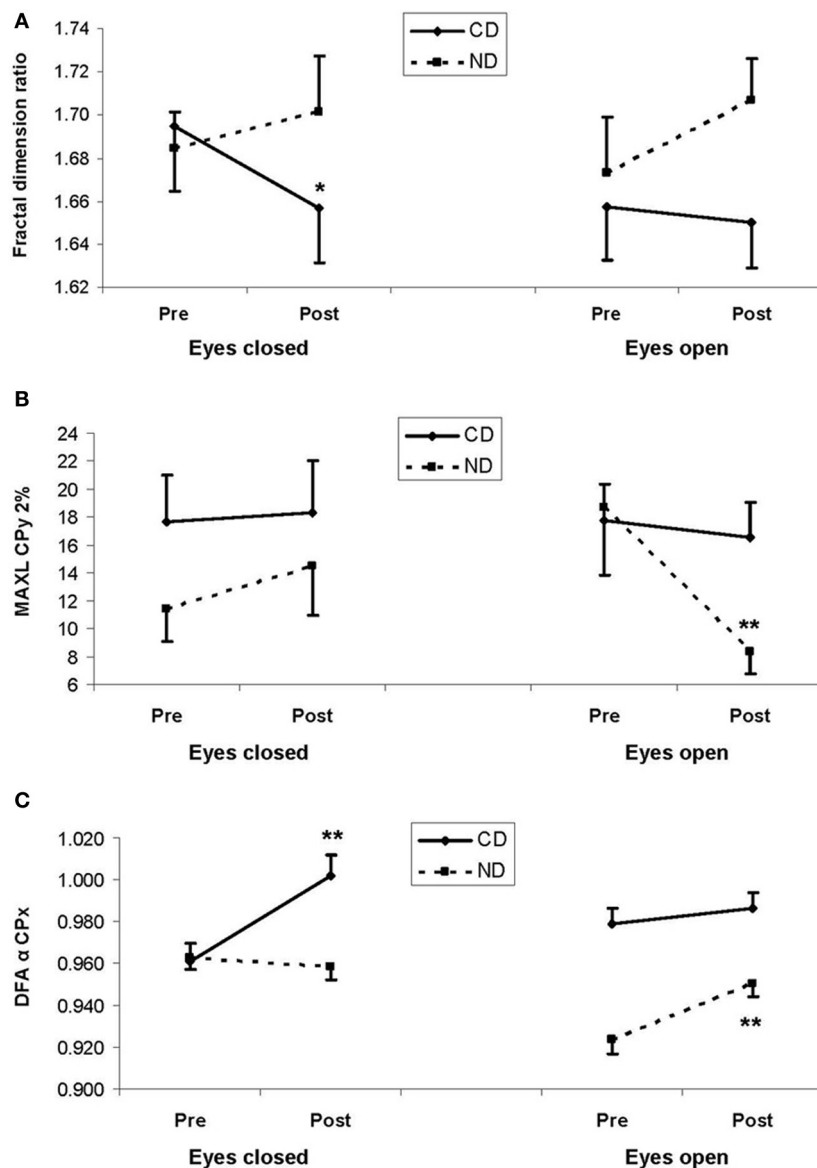 A
Fractal dimension ratio
1.74
1.72
1.70
1.68
1.66
1.64
1.62
CD
ND
*
Pre Post Pre Post
Eyes closed Eyes open
B
MAXL CPy 2%
24
22
20
18
16
14
12
10
8
6
CD
ND
**
Pre Post Pre Post
Eyes closed Eyes open
C
DFA α CPx
1.020
1.000
0.980
0.960
0.940
0.920
0.900
CD
ND
**
**
Pre Post Pre Post
Eyes closed Eyes open